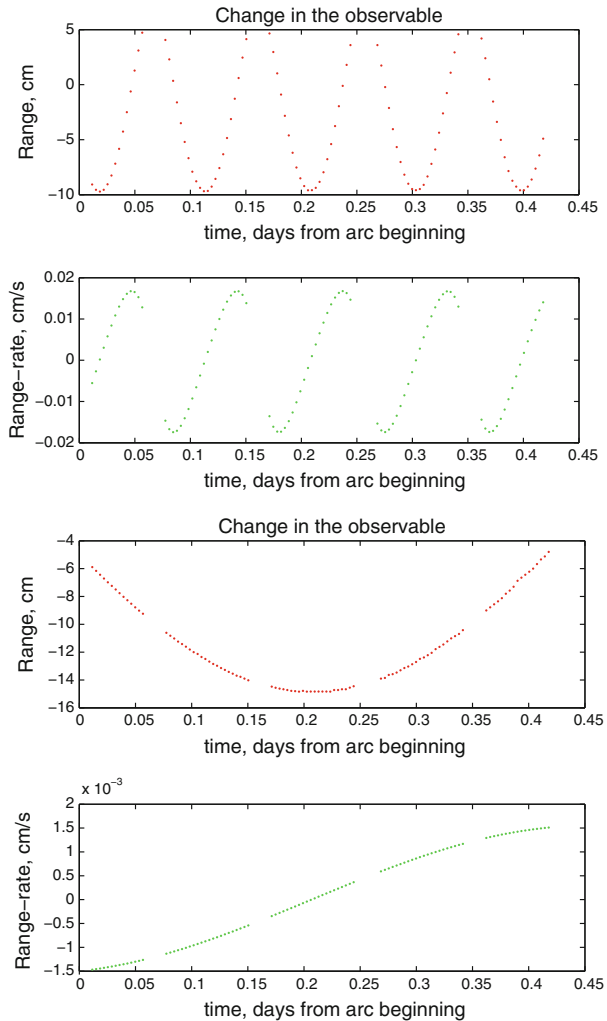 Change in the observable
5
0
−5
−10
Range, cm
0 0.05 0.1 0.15 0.2 0.25 0.3 0.35 0.4 0.45
time, days from arc beginning
0.02
0.01
0
−0.01
−0.02
Range−rate, cm/s
0 0.05 0.1 0.15 0.2 0.25 0.3 0.35 0.4 0.45
time, days from arc beginning
Change in the observable
−4
−6
−8
−10
−12
−14
−16
Range, cm
0 0.05 0.1 0.15 0.2 0.25 0.3 0.35 0.4 0.45
time, days from arc beginning
x 10⁻³
2
1.5
1
0.5
0
−0.5
−1
−1.5
Range−rate, cm/s
0 0.05 0.1 0.15 0.2 0.25 0.3 0.35 0.4 0.45
time, days from arc beginning